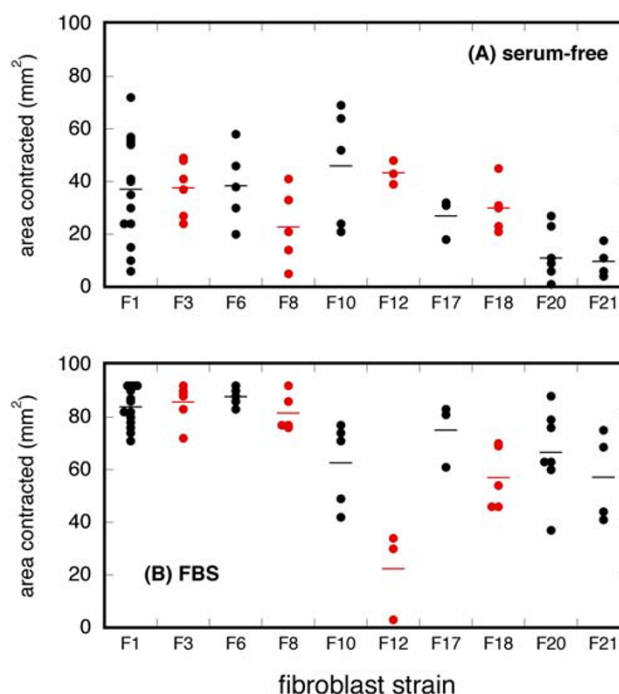 100
80
60
40
20
0
area contracted (mm²)
(A) serum-free
F1 F3 F6 F8 F10 F12 F17 F18 F20 F21
100
80
60
40
20
0
area contracted (mm²)
(B) FBS
F1 F3 F6 F8 F10 F12 F17 F18 F20 F21
fibroblast strain